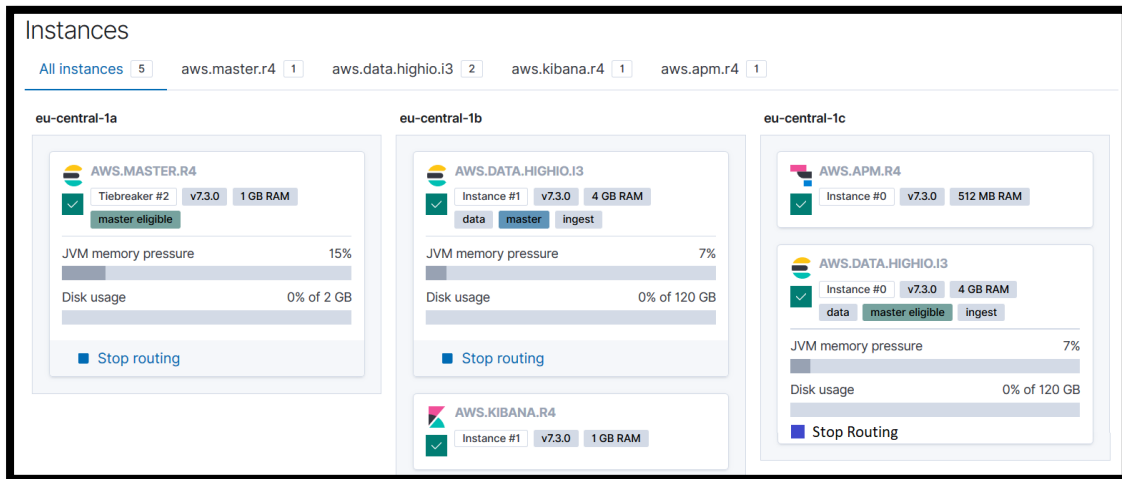 Instances
All instances 5 aws.master.r4 1 aws.data.highio.i3 2 aws.kibana.r4 1 aws.apm.r4 1
eu-central-1a
AWS.MASTER.R4
Tiebreaker #2 v7.3.0 1 GB RAM
master eligible
JVM memory pressure 15%
Disk usage 0% of 2 GB
Stop routing
eu-central-1b
AWS.DATA.HIGHIO.I3
Instance #1 v7.3.0 4 GB RAM
data master ingest
JVM memory pressure 7%
Disk usage 0% of 120 GB
Stop routing
AWS.KIBANA.R4
Instance #1 v7.3.0 1 GB RAM
eu-central-1c
AWS.APM.R4
Instance #0 v7.3.0 512 MB RAM
AWS.DATA.HIGHIO.I3
Instance #0 v7.3.0 4 GB RAM
data master eligible ingest
JVM memory pressure 7%
Disk usage 0% of 120 GB
Stop Routing